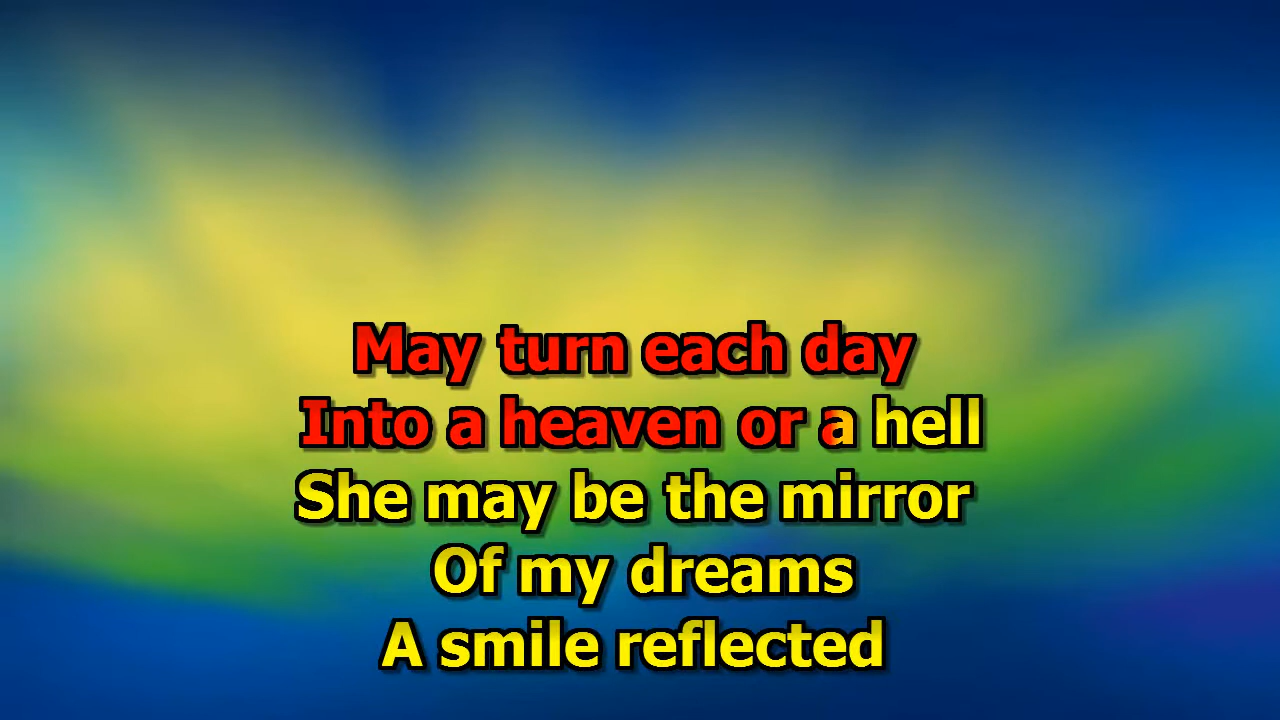 May turn each day
Into a heaven or a hell
She may be the mirror
Of my dreams
A smile reflected